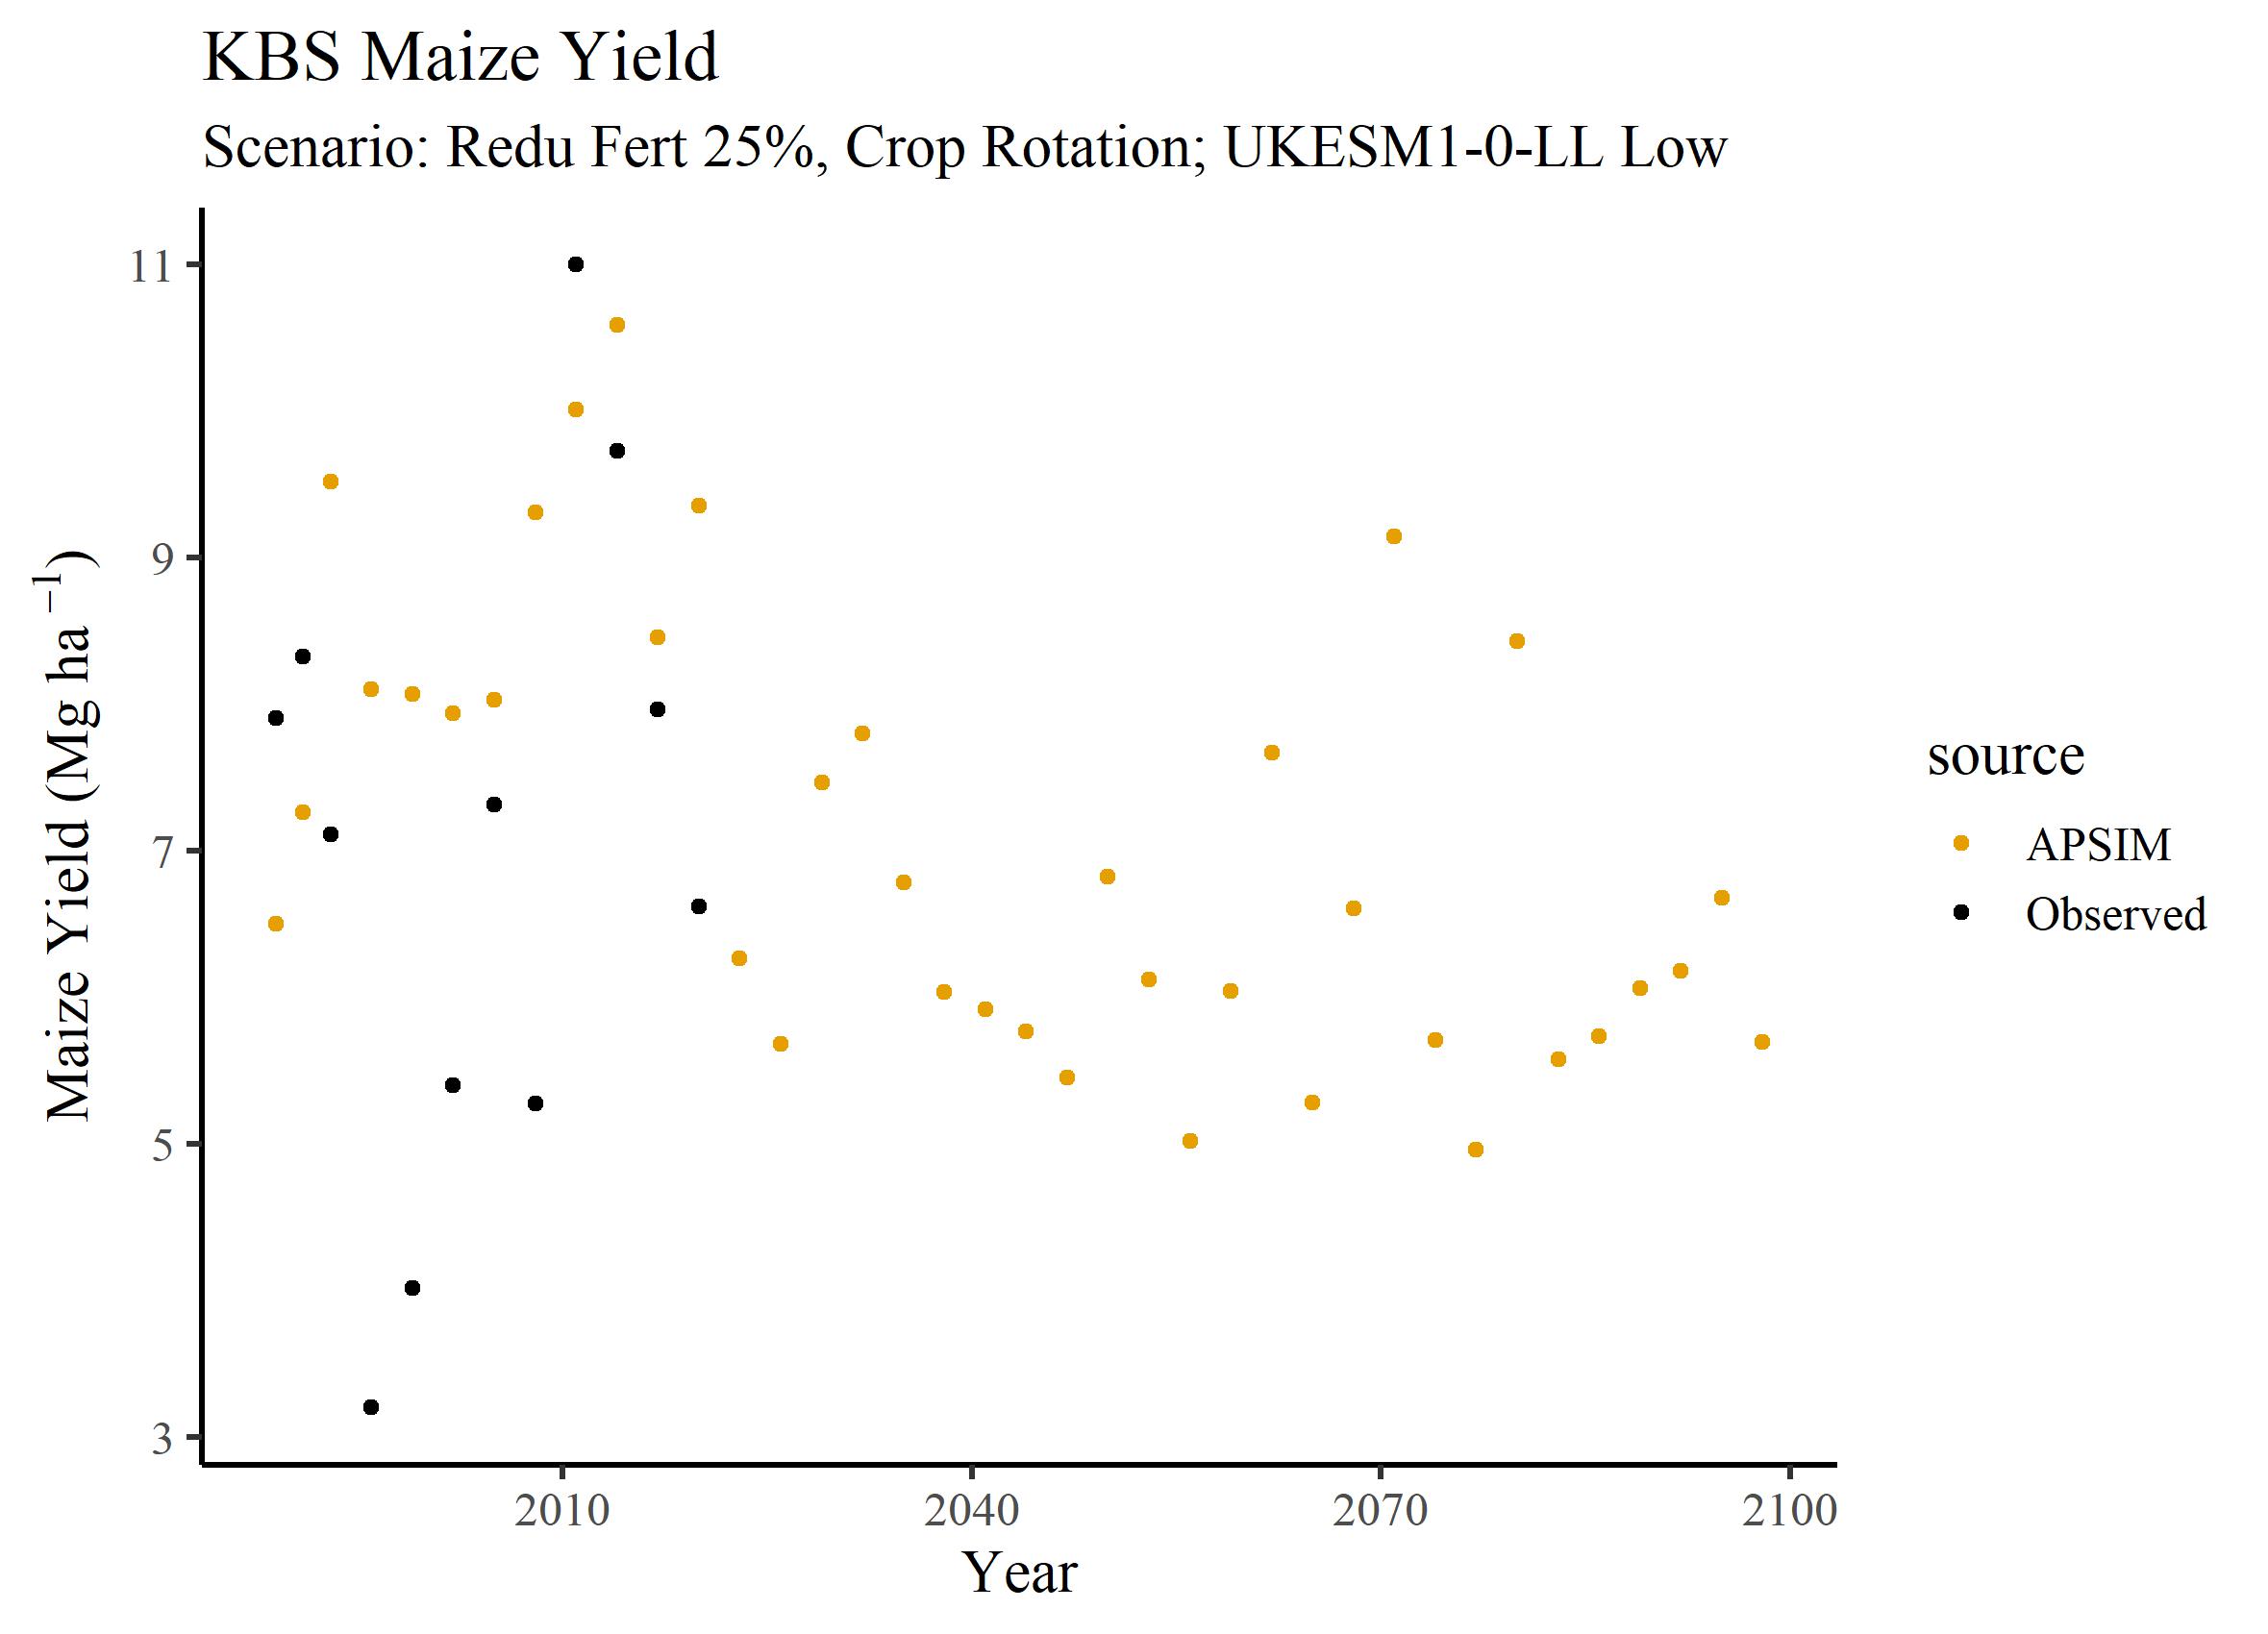 KBS Maize Yield
Scenario: Redu Fert 25%, Crop Rotation; UKESM1-0-LL Low
Maize Yield (Mg ha⁻¹)
11
9
7
5
3
2010
2040
2070
2100
Year
source
APSIM
Observed